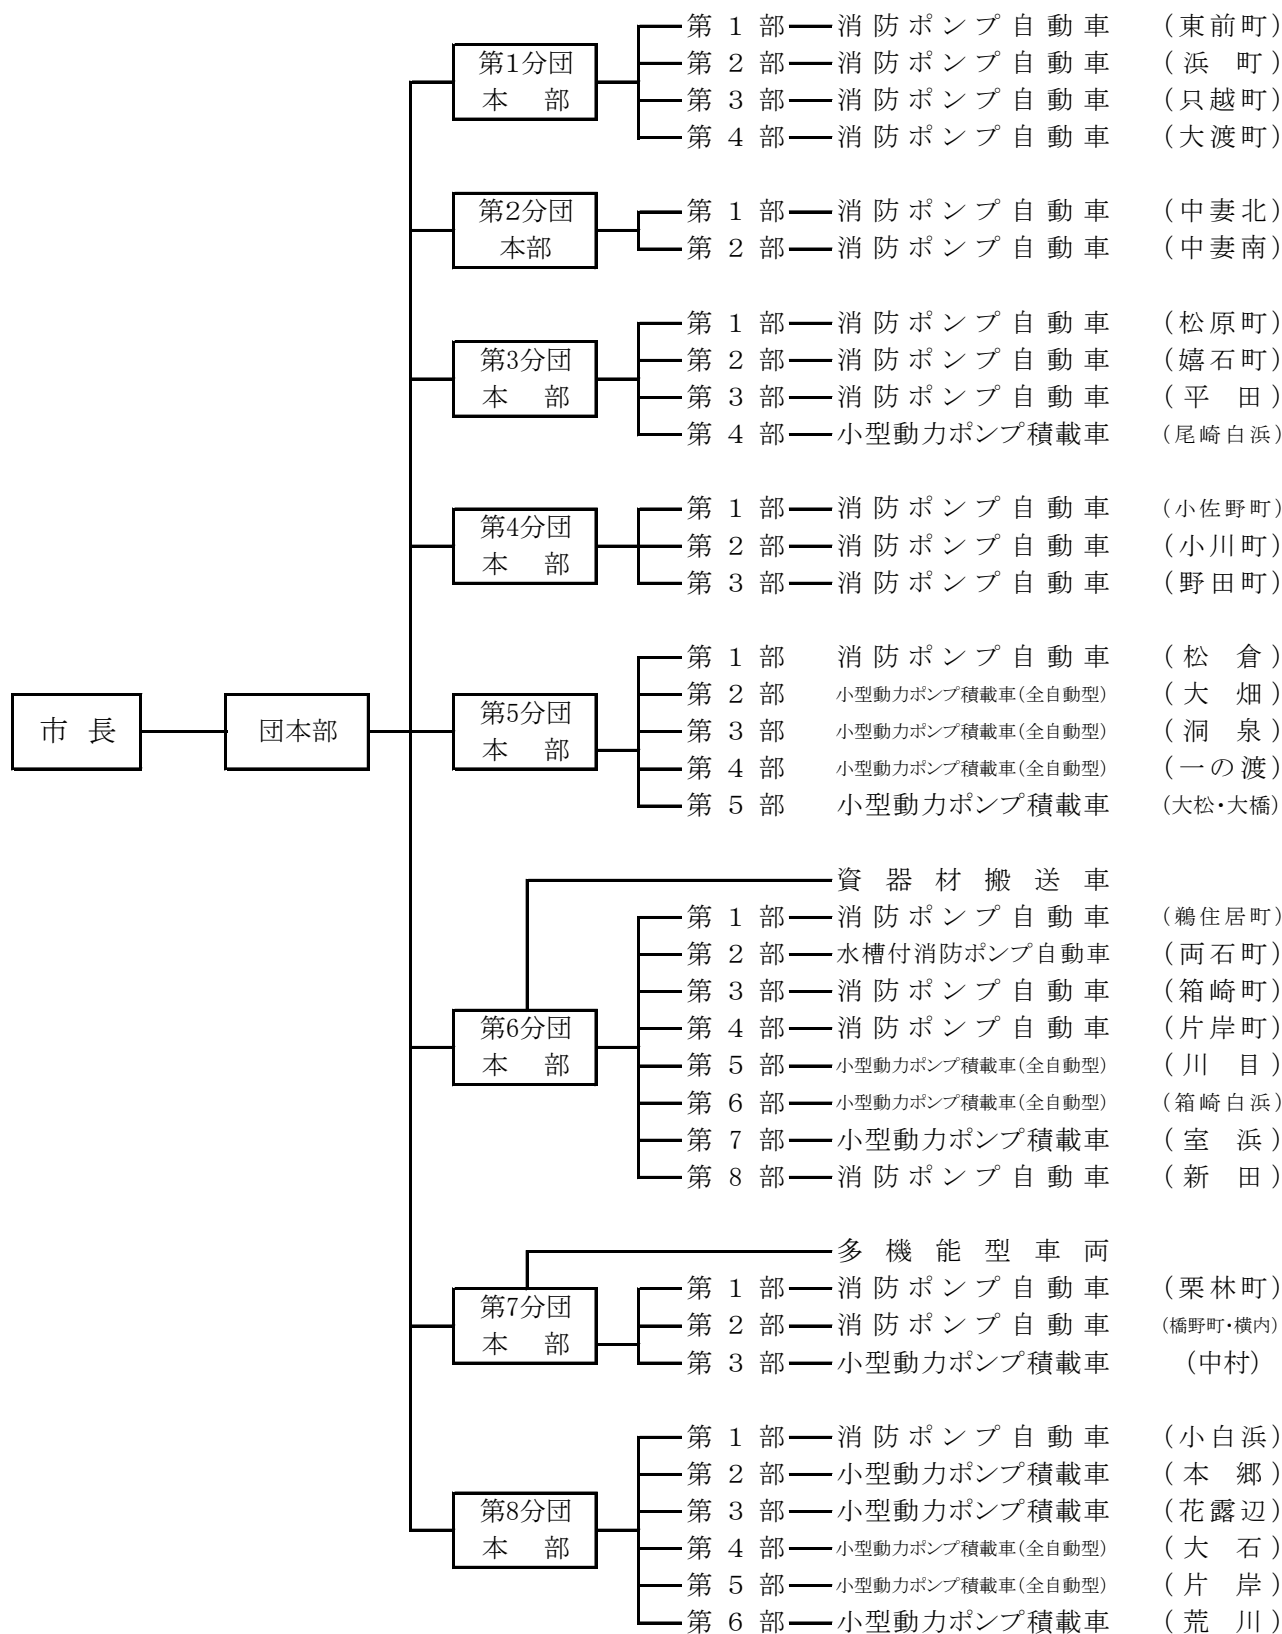 市 長
団本部
第1分団
本 部
第 1 部 消防ポンプ自動車 (東前町)
第 2 部 消防ポンプ自動車 (浜 町)
第 3 部 消防ポンプ自動車 (只越町)
第 4 部 消防ポンプ自動車 (大渡町)
第2分団
本部
第 1 部 消防ポンプ自動車 (中妻北)
第 2 部 消防ポンプ自動車 (中妻南)
第3分団
本 部
第 1 部 消防ポンプ自動車 (松原町)
第 2 部 消防ポンプ自動車 (嬉石町)
第 3 部 消防ポンプ自動車 (平 田)
第 4 部 小型動力ポンプ積載車 (尾崎白浜)
第4分団
本 部
第 1 部 消防ポンプ自動車 (小佐野町)
第 2 部 消防ポンプ自動車 (小川町)
第 3 部 消防ポンプ自動車 (野田町)
第5分団
本 部
第 1 部 消防ポンプ自動車 (松 倉)
第 2 部 小型動力ポンプ積載車(全自動型) (大 畑)
第 3 部 小型動力ポンプ積載車(全自動型) (洞 泉)
第 4 部 小型動力ポンプ積載車(全自動型) (一の渡)
第 5 部 小型動力ポンプ積載車 (大松・大橋)
第6分団
本 部
資器材搬送車
第 1 部 消防ポンプ自動車 (鵜住居町)
第 2 部 水槽付消防ポンプ自動車 (両石町)
第 3 部 消防ポンプ自動車 (箱崎町)
第 4 部 消防ポンプ自動車 (片岸町)
第 5 部 小型動力ポンプ積載車(全自動型) (川 目)
第 6 部 小型動力ポンプ積載車(全自動型) (箱崎白浜)
第 7 部 小型動力ポンプ積載車 (室 浜)
第 8 部 消防ポンプ自動車 (新 田)
第7分団
本 部
多機能型車両
第 1 部 消防ポンプ自動車 (栗林町)
第 2 部 消防ポンプ自動車 (橋野町・横内)
第 3 部 小型動力ポンプ積載車 (中村)
第8分団
本 部
第 1 部 消防ポンプ自動車 (小白浜)
第 2 部 小型動力ポンプ積載車 (本 郷)
第 3 部 小型動力ポンプ積載車 (花露辺)
第 4 部 小型動力ポンプ積載車(全自動型) (大 石)
第 5 部 小型動力ポンプ積載車(全自動型) (片 岸)
第 6 部 小型動力ポンプ積載車 (荒 川)